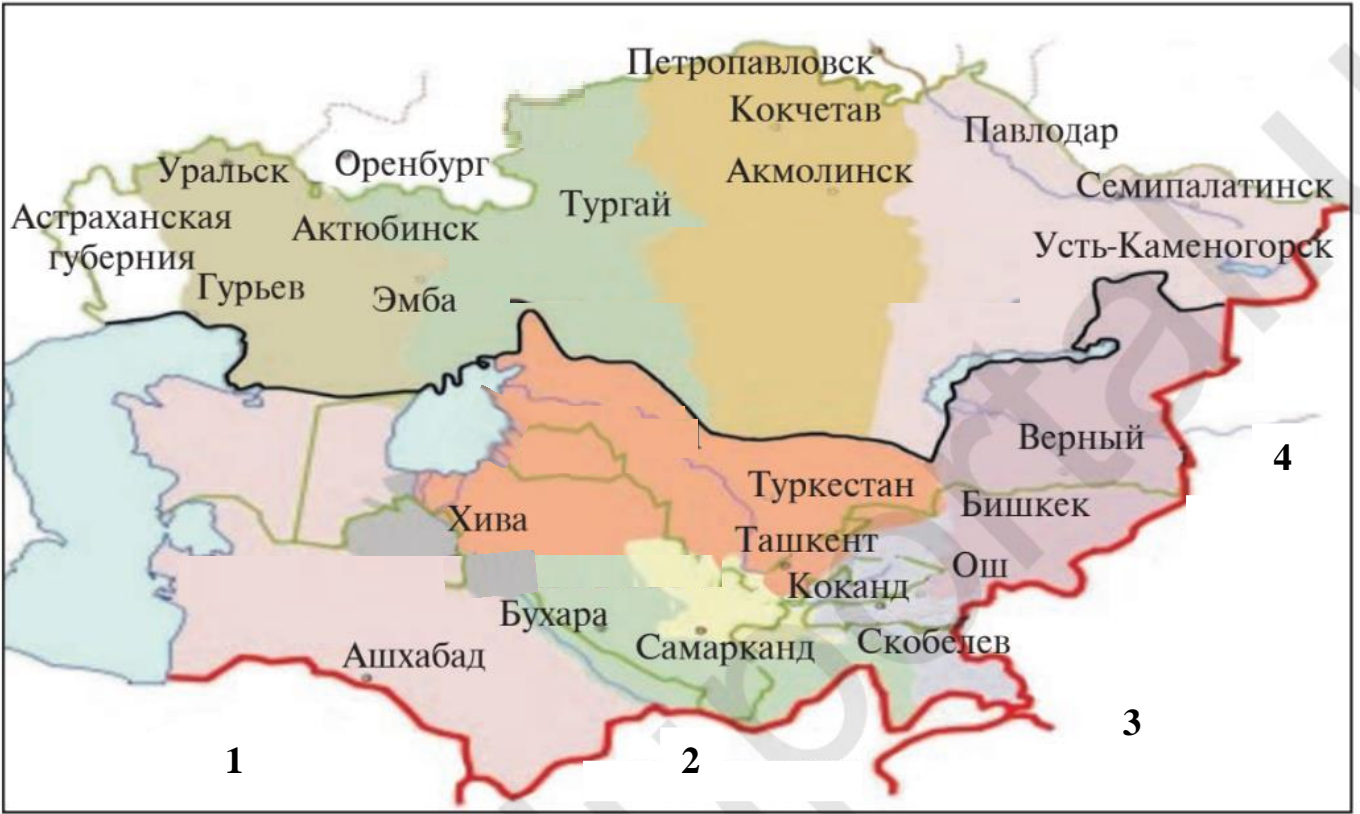 Петропавловск
Кокчетав
Павлодар
Уральск
Оренбург
Акмолинск
Семипалатинск
Тургай
Астраханская
губерния
Актюбинск
Усть-Каменогорск
Гурьев
Эмба
Верный
4
Туркестан
Бишкек
Хива
Ташкент
Ош
Коканд
Бухара
Самарканд
Скобелев
Ашхабад
3
1
2